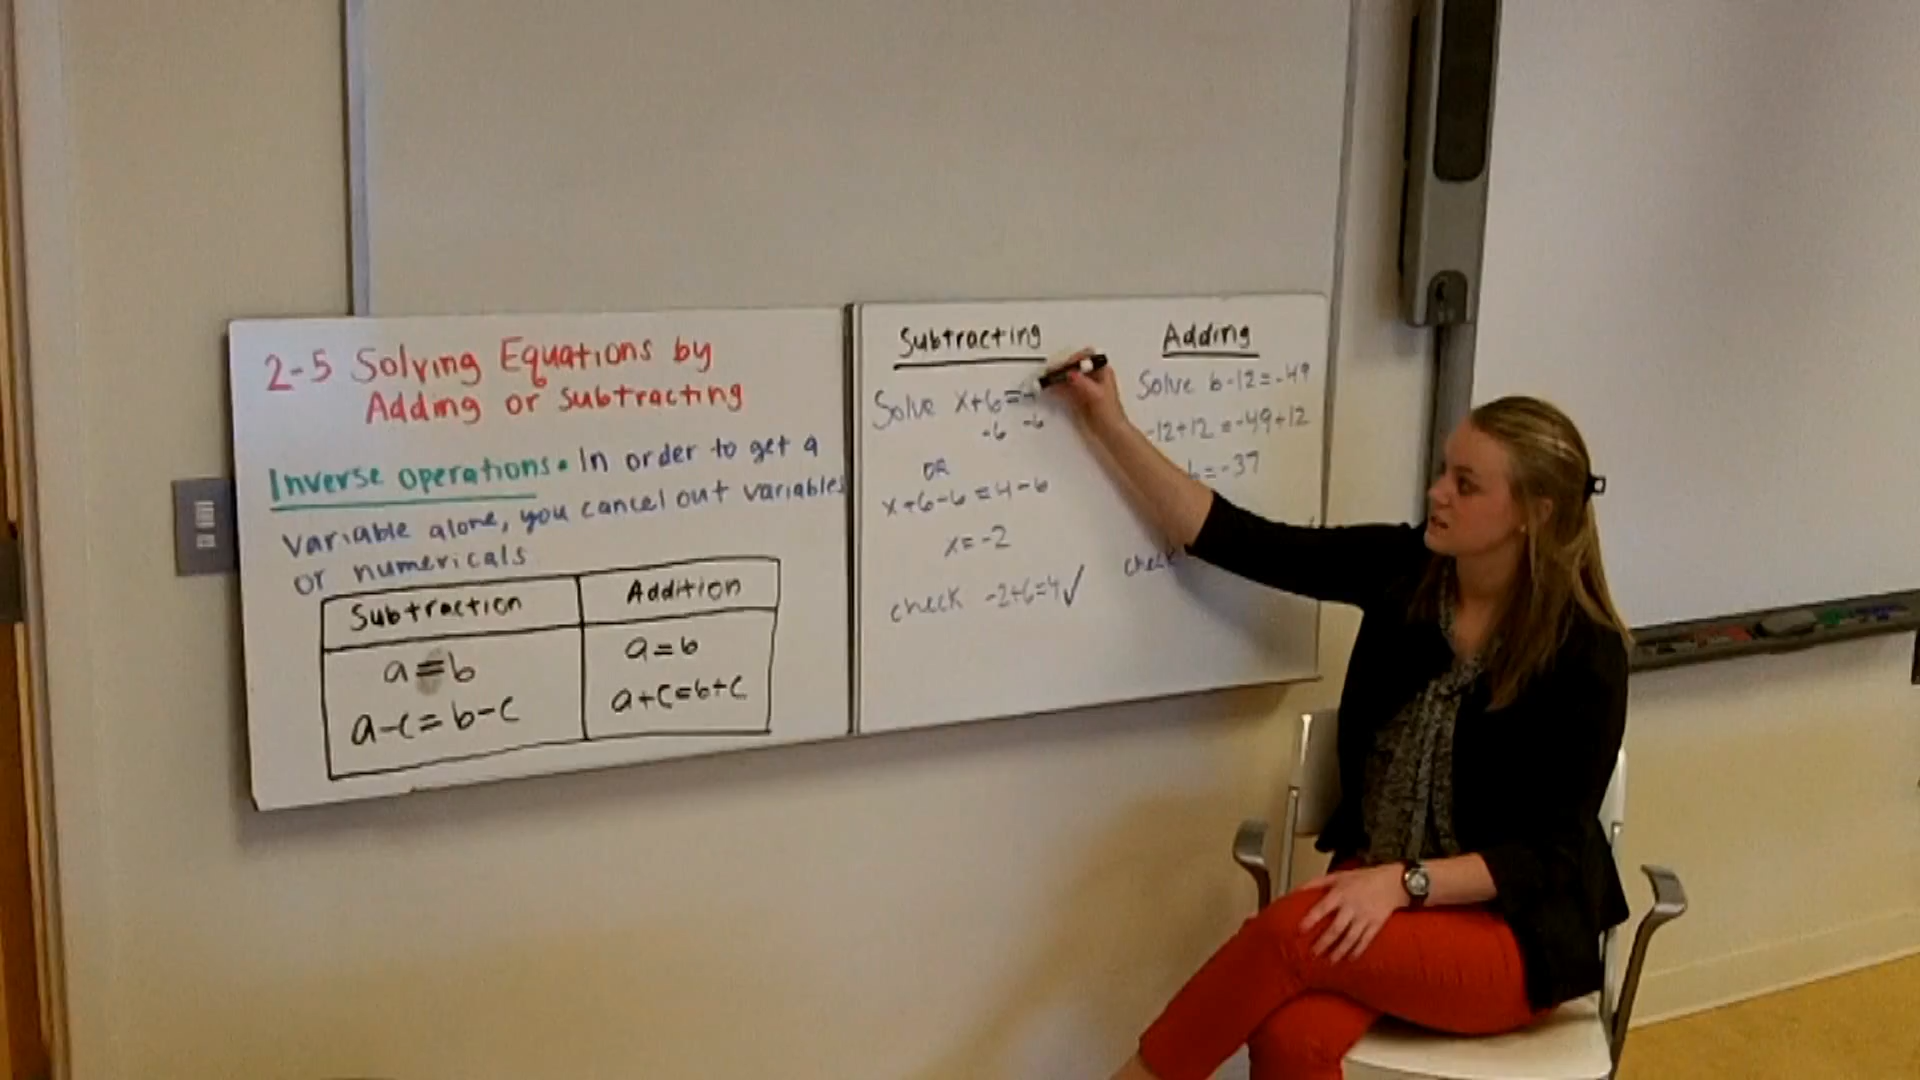 2-5 Solving Equations by
Adding or Subtracting
Inverse operations • In order to get a
variable alone, you cancel out variables
or numericals
Subtraction Addition
a=b a=b
a-c=b-c a+c=b+c
Subtracting
Solve x+6=
-6 -6
OR
x+6-6=4-6
x=-2
check -2+6=4✓
Adding
Solve b-12=-49
-12+12=-49+12
b=-37
check